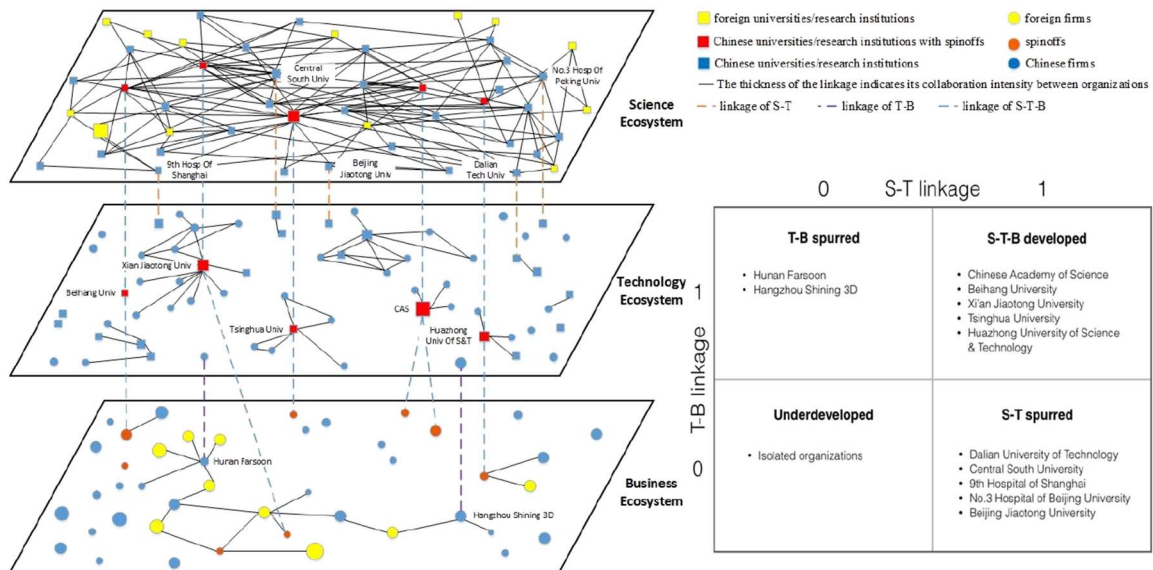 foreign universities/research institutions
foreign firms
Chinese universities/research institutions with spinoffs
spinoffs
Chinese universities/research institutions
Chinese firms
The thickness of the linkage indicates its collaboration intensity between organizations
linkage of S-T
linkage of T-B
linkage of S-T-B
Central
South Univ
No.3 Hosp Of
Peking Univ
Science
Ecosystem
9th Hosp Of
Shanghai
Beijing
Jiaotong Univ
Dalian
Tech Univ
Xian Jiaotong Univ
Beihang Univ
Tsinghua Univ
CAS
Huazhong
Univ Of S&T
Technology
Ecosystem
Hunan Farsoon
Hangzhou Shining 3D
Business
Ecosystem
0 S-T linkage 1
T-B linkage
1
0
T-B spurred
• Hunan Farsoon
• Hangzhou Shining 3D
S-T-B developed
• Chinese Academy of Science
• Beihang University
• Xi'an Jiaotong University
• Tsinghua University
• Huazhong University of Science
& Technology
Underdeveloped
• Isolated organizations
S-T spurred
• Dalian University of Technology
• Central South University
• 9th Hospital of Shanghai
• No.3 Hospital of Beijing University
• Beijing Jiaotong University